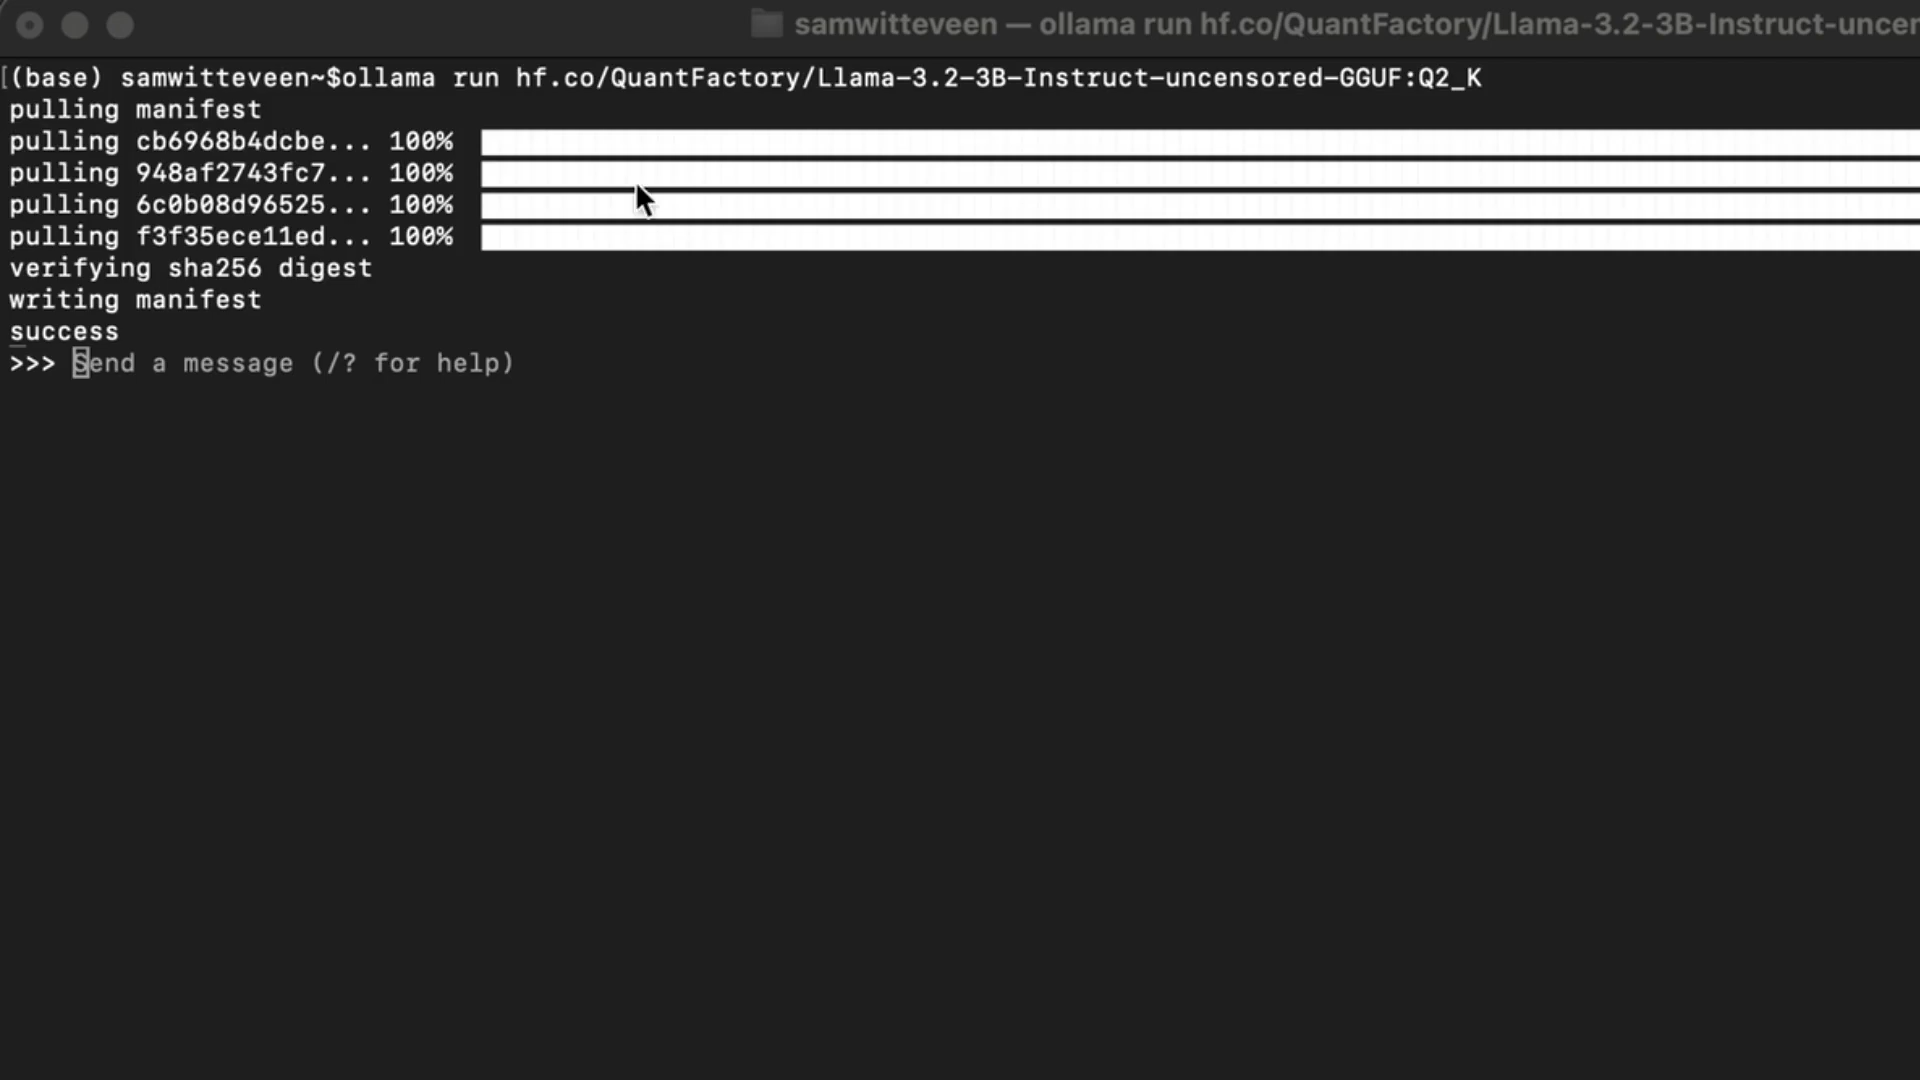 samwitteveen — ollama run hf.co/QuantFactory/Llama-3.2-3B-Instruct-uncer
[(base) samwitteveen~$ollama run hf.co/QuantFactory/Llama-3.2-3B-Instruct-uncensored-GGUF:Q2_K
pulling manifest
pulling cb6968b4dcbe... 100%
pulling 948af2743fc7... 100%
pulling 6c0b08d96525... 100%
pulling f3f35ece11ed... 100%
verifying sha256 digest
writing manifest
success
>>> Send a message (/? for help)